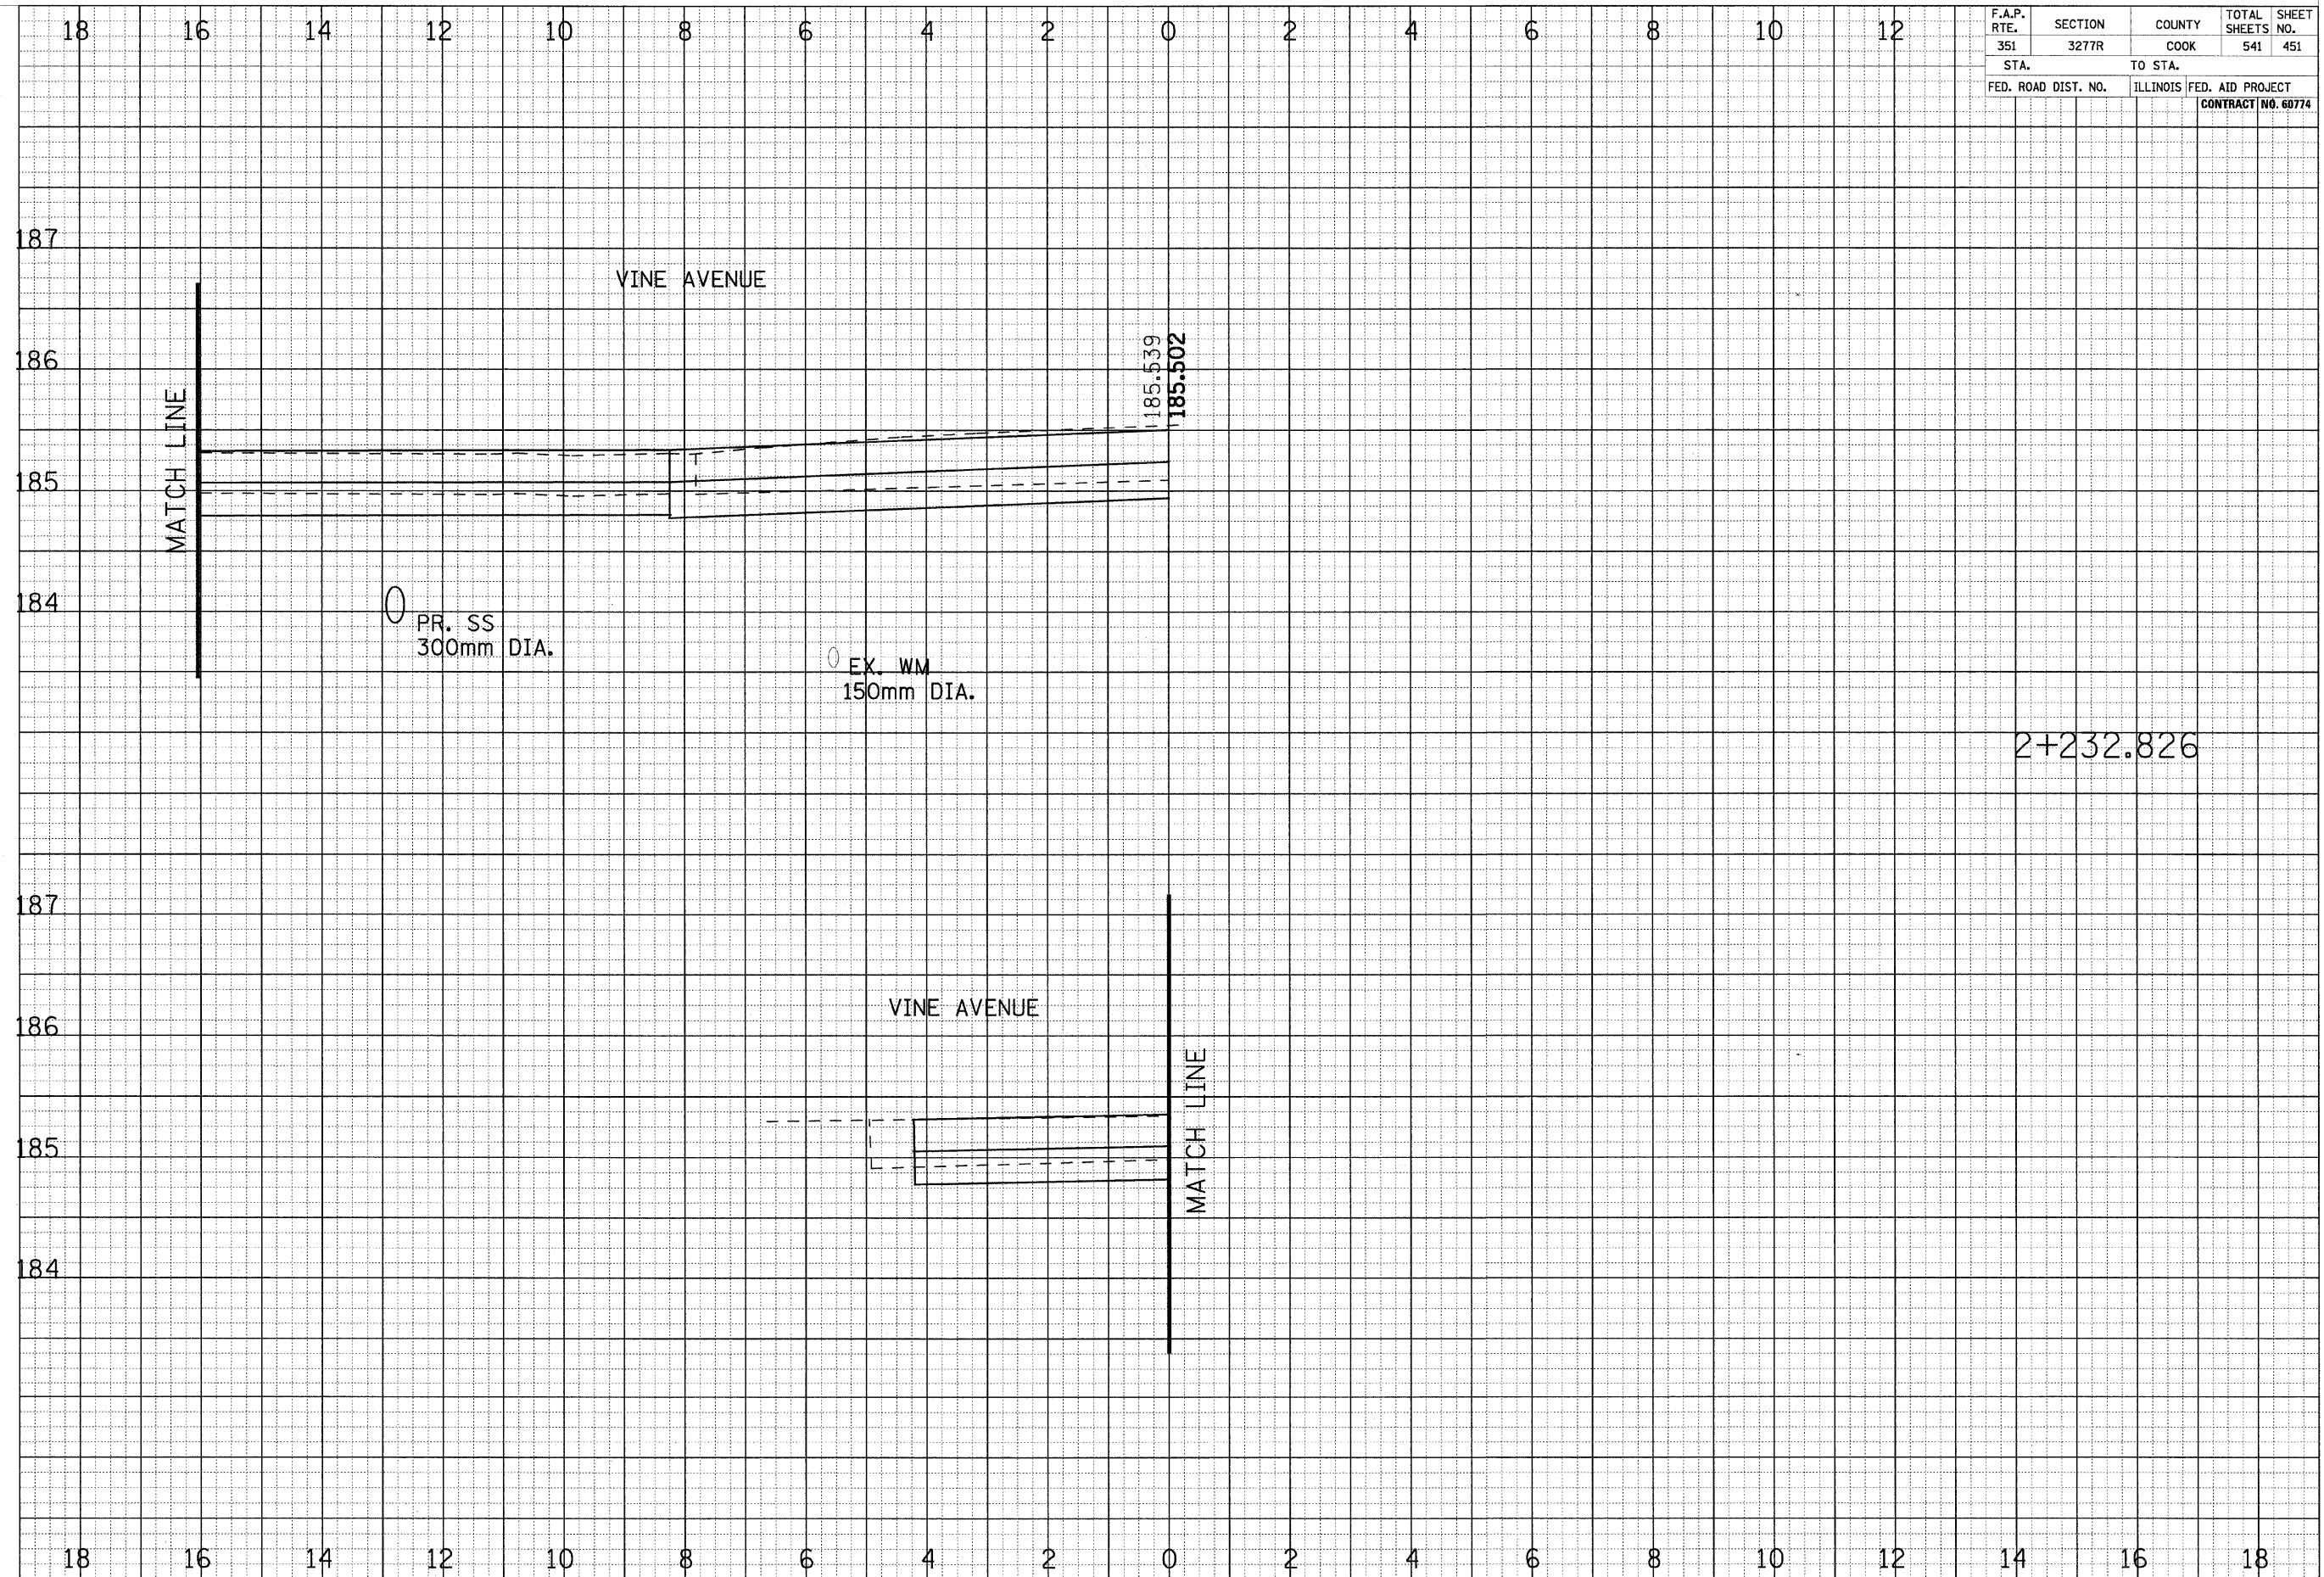 18 16 14 12 10 8 6 4 2 0 2 4 6 8 10 12
F.A.P. RTE. SECTION COUNTY TOTAL SHEETS SHEET NO.
351 3277R COOK 541 451
STA. TO STA.
FED. ROAD DIST. NO. ILLINOIS FED. AID PROJECT
CONTRACT NO. 60774
187
VINE AVENUE
186
185.539
185.502
MATCH LINE
185
184
PR. SS
300mm DIA.
EX. WM
150mm DIA.
2+232.826
187
VINE AVENUE
186
MATCH LINE
185
184
18 16 14 12 10 8 6 4 2 0 2 4 6 8 10 12 14 16 18